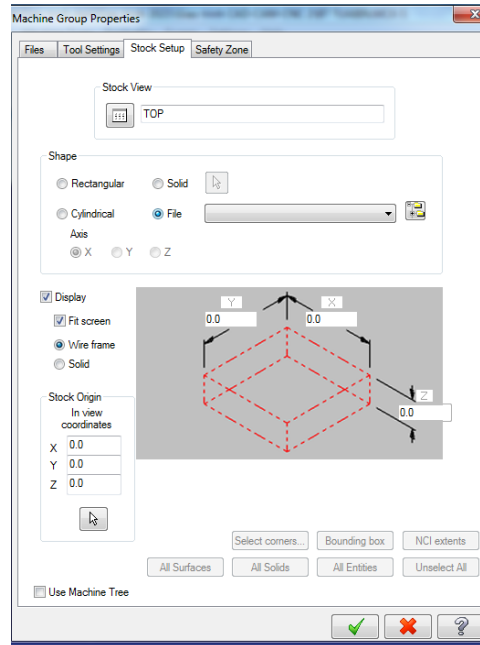 Machine Group Properties
Files Tool Settings Stock Setup Safety Zone
Stock View
TOP
Shape
Rectangular Solid
Cylindrical File
Axis
X Y Z
Display
Fit screen
Wire frame
Solid
Y X
0.0 0.0
Z
0.0
Stock Origin
In view
coordinates
X 0.0
Y 0.0
Z 0.0
Select corners... Bounding box NCI extents
All Surfaces All Solids All Entities Unselect All
Use Machine Tree